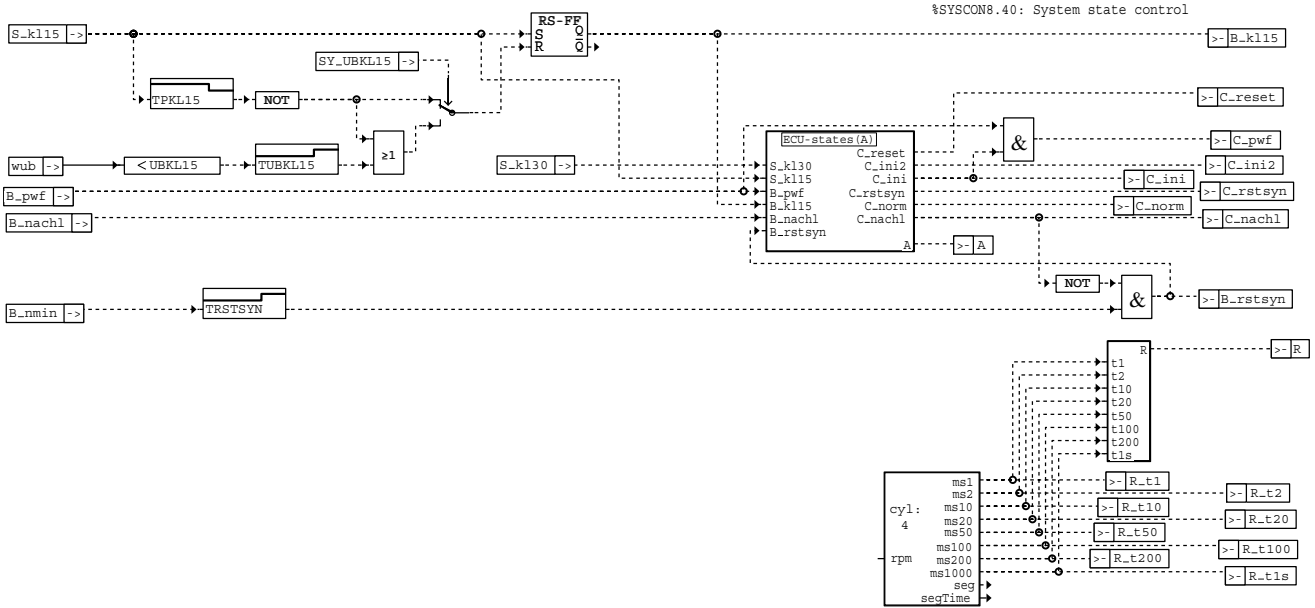 %SYSCON8.40: System state control
S_kl15 ->
RS-FF
S Q
R Q
>- B_kl15
SY_UBKL15 ->
TPKL15
NOT
>- C_reset
wub ->
<UBKL15
TUBKL15
≥1
S_kl30 ->
ECU-states(A)
S_kl30
S_kl15
B_pwf
B_kl15
B_nachl
B_rstsyn
C_reset
C_ini2
C_ini
C_rstsyn
C_norm
C_nachl
A
&
>- C_pwf
>- C_ini2
>- C_ini
>- C_rstsyn
>- C_norm
>- C_nachl
>- A
B_pwf ->
B_nachl ->
NOT
&
>- B_rstsyn
B_nmin ->
TRSTSYN
R
t1
t2
t10
t20
t50
t100
t200
t1s
>- R
cyl:
4
rpm
ms1
ms2
ms10
ms20
ms50
ms100
ms200
ms1000
seg
segTime
>- R_t1
>- R_t2
>- R_t10
>- R_t20
>- R_t50
>- R_t100
>- R_t200
>- R_t1s